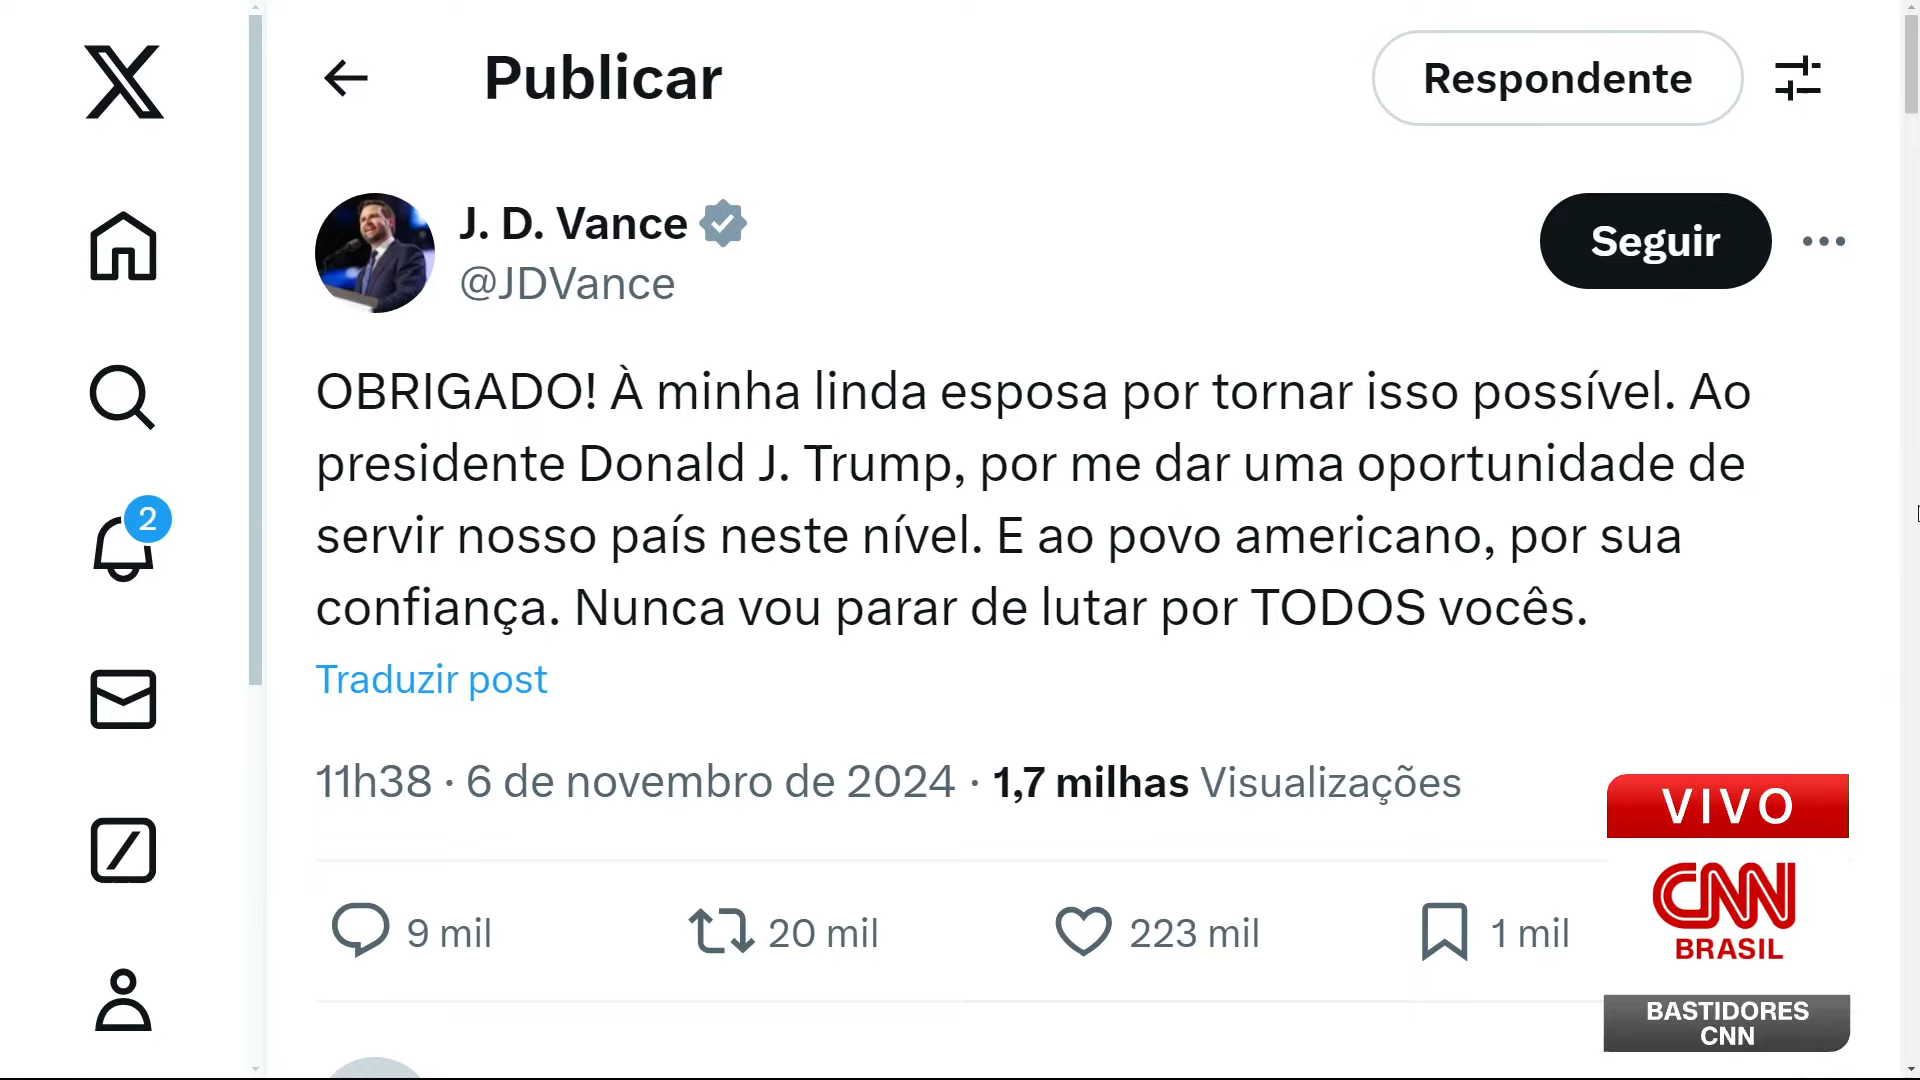 Publicar
Respondente
J. D. Vance
@JDVance
Seguir
OBRIGADO! À minha linda esposa por tornar isso possível. Ao
presidente Donald J. Trump, por me dar uma oportunidade de
servir nosso país neste nível. E ao povo americano, por sua
confiança. Nunca vou parar de lutar por TODOS vocês.
Traduzir post
11h38 · 6 de novembro de 2024 · 1,7 milhas Visualizações
9 mil
20 mil
223 mil
1 mil
2
VIVO
CNN
BRASIL
BASTIDORES
CNN